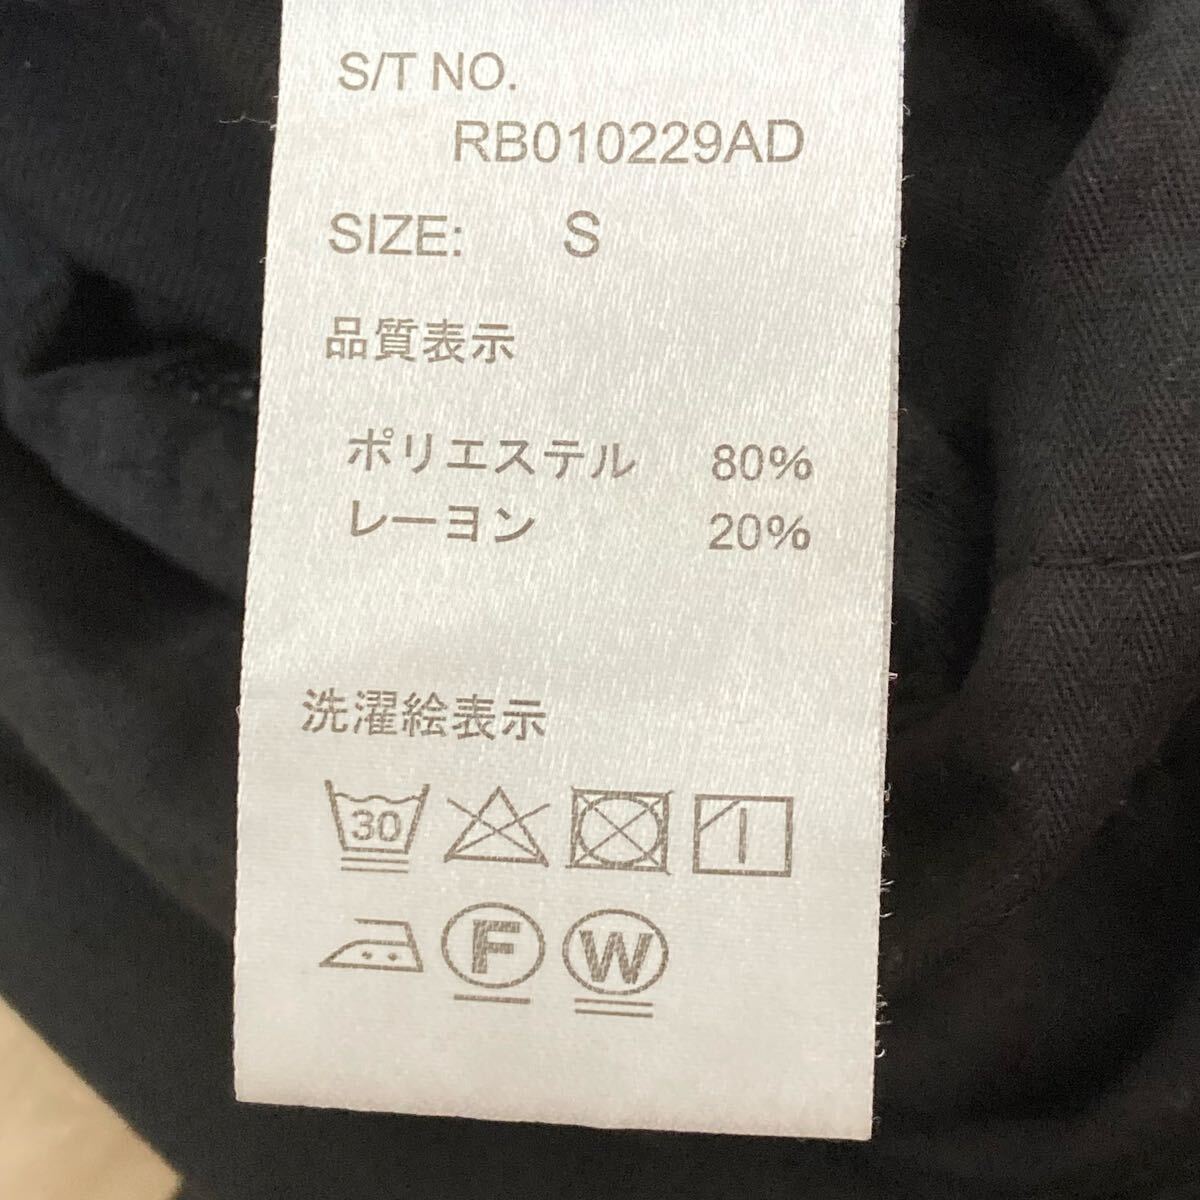 S/T NO.
RB010229AD
SIZE: S
品質表示
ポリエステル 80%
レーヨン 20%
洗濯絵表示
30
F W